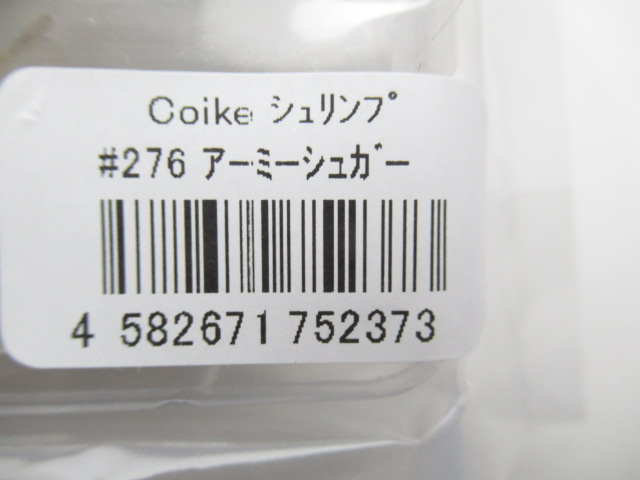 Coike ｼｭﾘﾝﾌﾟ
#276 ｱｰﾐｰｼｭｶﾞｰ
4 582671 752373